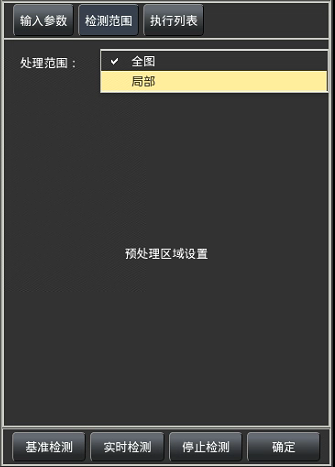 输入参数 检测范围 执行列表
处理范围： 全图
局部
预处理区域设置
基准检测 实时检测 停止检测 确定